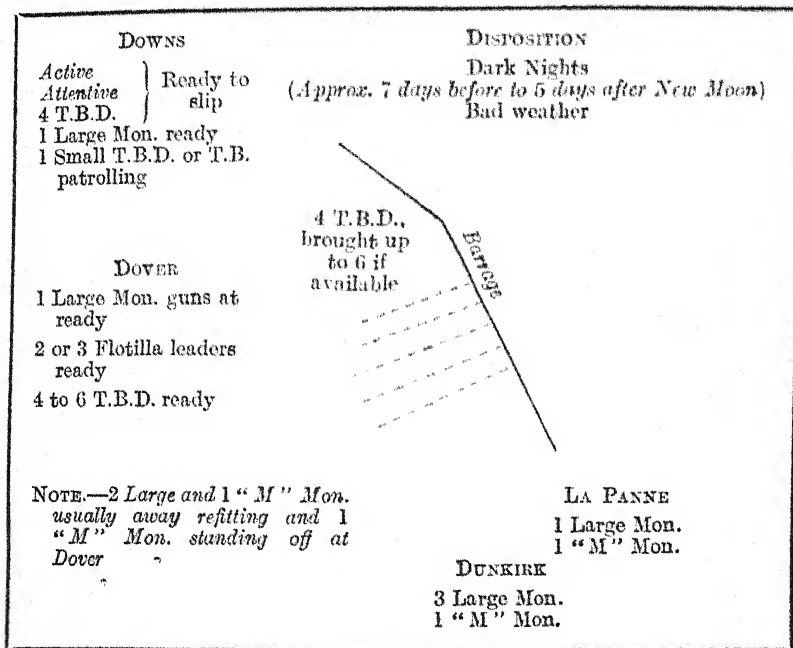 DOWNS
Active
Attentive
4 T.B.D.
Ready to
slip
1 Large Mon. ready
1 Small T.B.D. or T.B.
patrolling
DISPOSITION
Dark Nights
(Approx. 7 days before to 5 days after New Moon)
Bad weather
4 T.B.D.,
brought up
to 6 if
available
Barrage
DOVER
1 Large Mon. guns at
ready
2 or 3 Flotilla leaders
ready
4 to 6 T.B.D. ready
NOTE.—2 Large and 1 "M" Mon.
usually away refitting and 1
"M" Mon. standing off at
Dover
LA PANNE
1 Large Mon.
1 "M" Mon.
DUNKIRK
3 Large Mon.
1 "M" Mon.